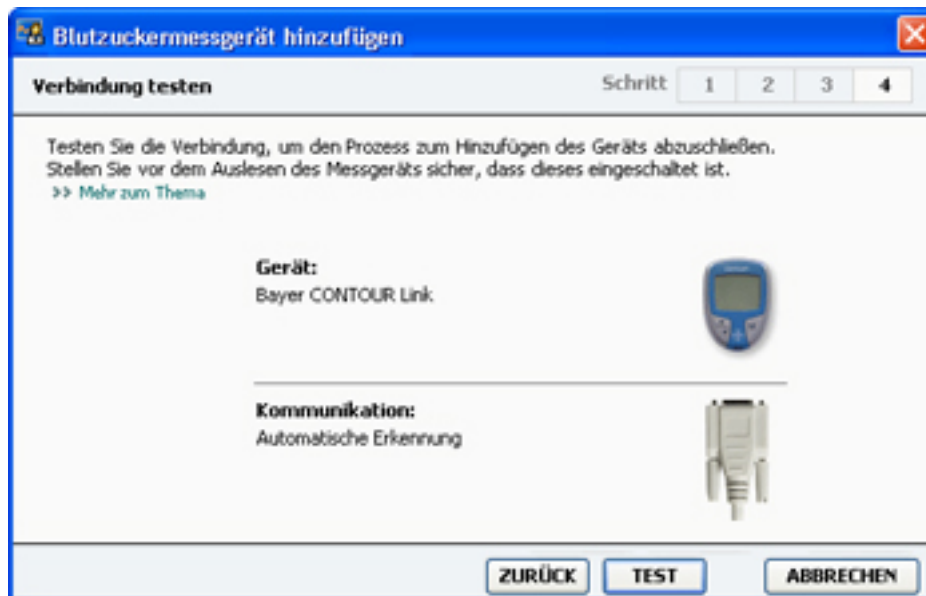 Blutzuckermessgerät hinzufügen
Verbindung testen
Schritt 1 2 3 4
Testen Sie die Verbindung, um den Prozess zum Hinzufügen des Geräts abzuschließen.
Stellen Sie vor dem Auslesen des Messgeräts sicher, dass dieses eingeschaltet ist.
>> Mehr zum Thema
Gerät:
Bayer CONTOUR Link
Kommunikation:
Automatische Erkennung
ZURÜCK TEST ABBRECHEN